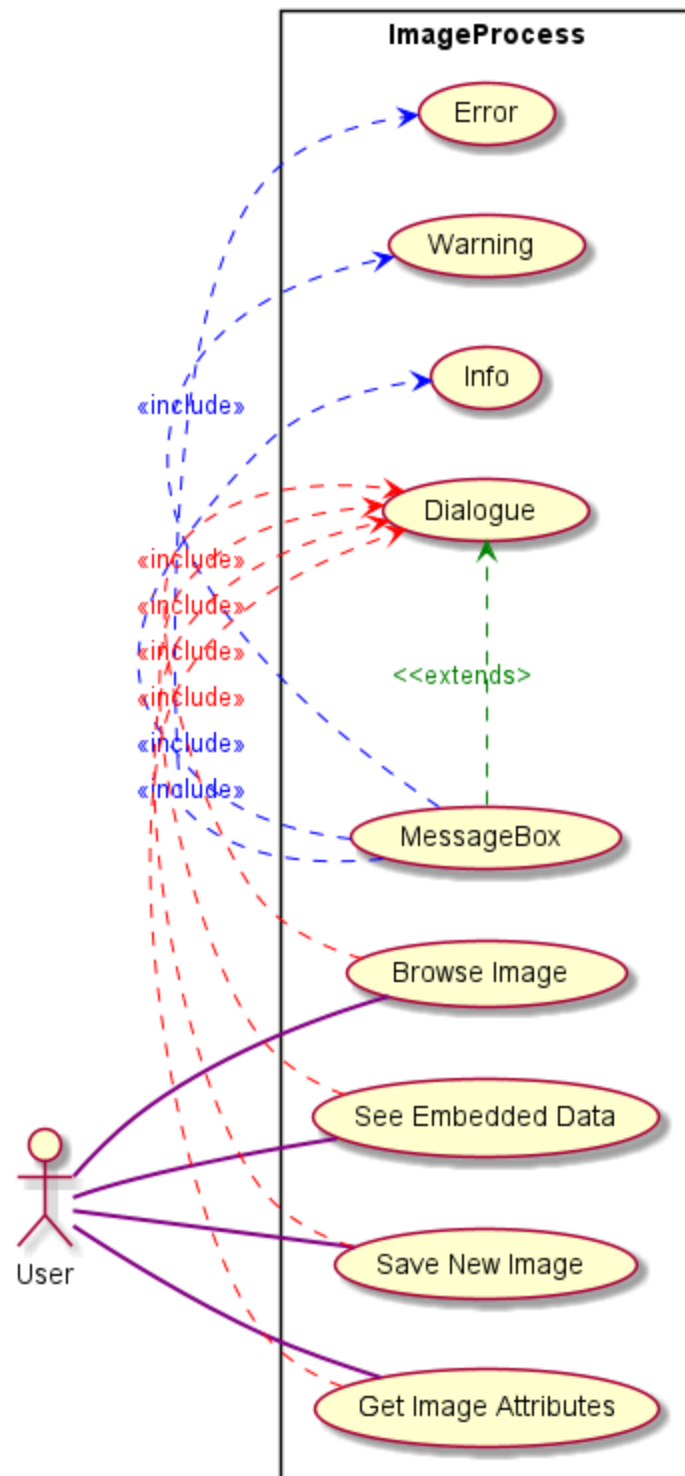 ImageProcess
Error
Warning
Info
«include»
Dialogue
«include»
«include»
«include»
<<extends>
«include»
«include»
«include»
MessageBox
Browse Image
See Embedded Data
Save New Image
User
Get Image Attributes